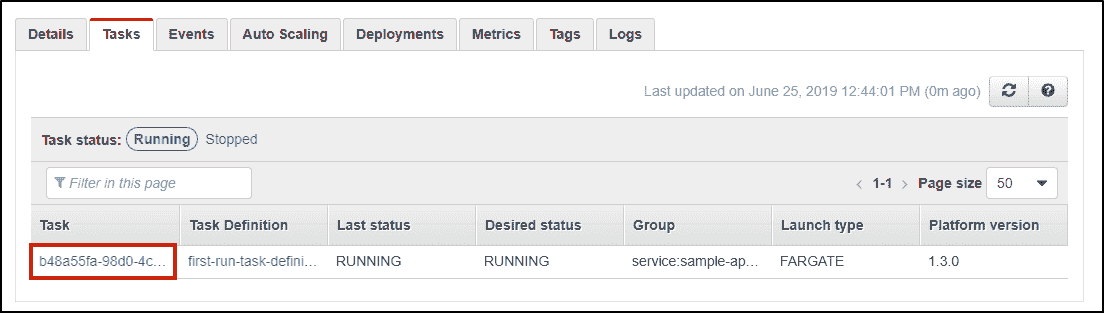 Details Tasks Events Auto Scaling Deployments Metrics Tags Logs
Last updated on June 25, 2019 12:44:01 PM (0m ago)
Task status: Running Stopped
Filter in this page 1-1 Page size 50
Task Task Definition Last status Desired status Group Launch type Platform version
b48a55fa-98d0-4c... first-run-task-defini... RUNNING RUNNING service:sample-ap... FARGATE 1.3.0